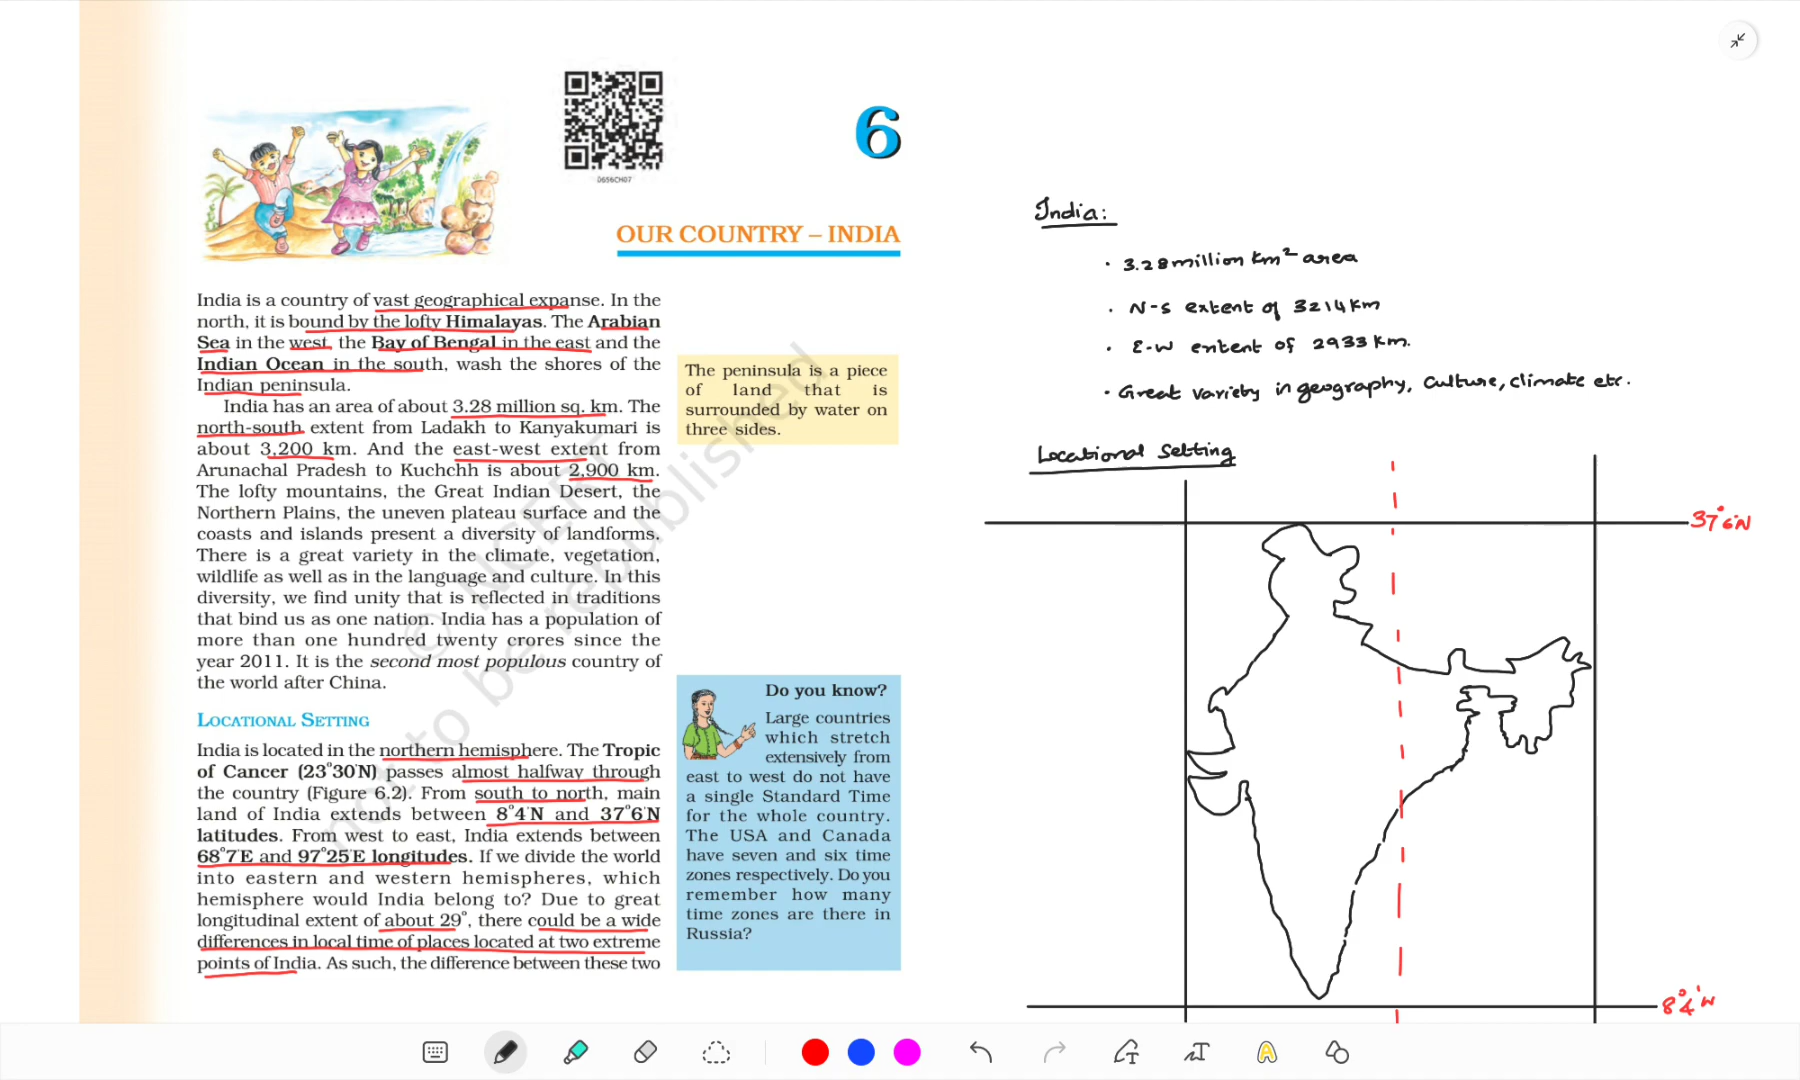 0656CH07
6
OUR COUNTRY – INDIA
India is a country of vast geographical expanse. In the
north, it is bound by the lofty Himalayas. The Arabian
Sea in the west, the Bay of Bengal in the east and the
Indian Ocean in the south, wash the shores of the
Indian peninsula.
India has an area of about 3.28 million sq. km. The
north-south extent from Ladakh to Kanyakumari is
about 3,200 km. And the east-west extent from
Arunachal Pradesh to Kuchchh is about 2,900 km.
The lofty mountains, the Great Indian Desert, the
Northern Plains, the uneven plateau surface and the
coasts and islands present a diversity of landforms.
There is a great variety in the climate, vegetation,
wildlife as well as in the language and culture. In this
diversity, we find unity that is reflected in traditions
that bind us as one nation. India has a population of
more than one hundred twenty crores since the
year 2011. It is the second most populous country of
the world after China.
LOCATIONAL SETTING
India is located in the northern hemisphere. The Tropic
of Cancer (23°30'N) passes almost halfway through
the country (Figure 6.2). From south to north, main
land of India extends between 8°4'N and 37°6'N
latitudes. From west to east, India extends between
68°7'E and 97°25'E longitudes. If we divide the world
into eastern and western hemispheres, which
hemisphere would India belong to? Due to great
longitudinal extent of about 29°, there could be a wide
differences in local time of places located at two extreme
points of India. As such, the difference between these two
The peninsula is a piece
of land that is
surrounded by water on
three sides.
Do you know?
Large countries
which stretch
extensively from
east to west do not have
a single Standard Time
for the whole country.
The USA and Canada
have seven and six time
zones respectively. Do you
remember how many
time zones are there in
Russia?
© NCERT
not to be republished
India:
· 3.28 million km² area
· N-S extent of 3214 km
· E-W extent of 2933 km.
· Great variety in geography, culture, climate etc.
Locational Setting
37°6'N
8°4'N